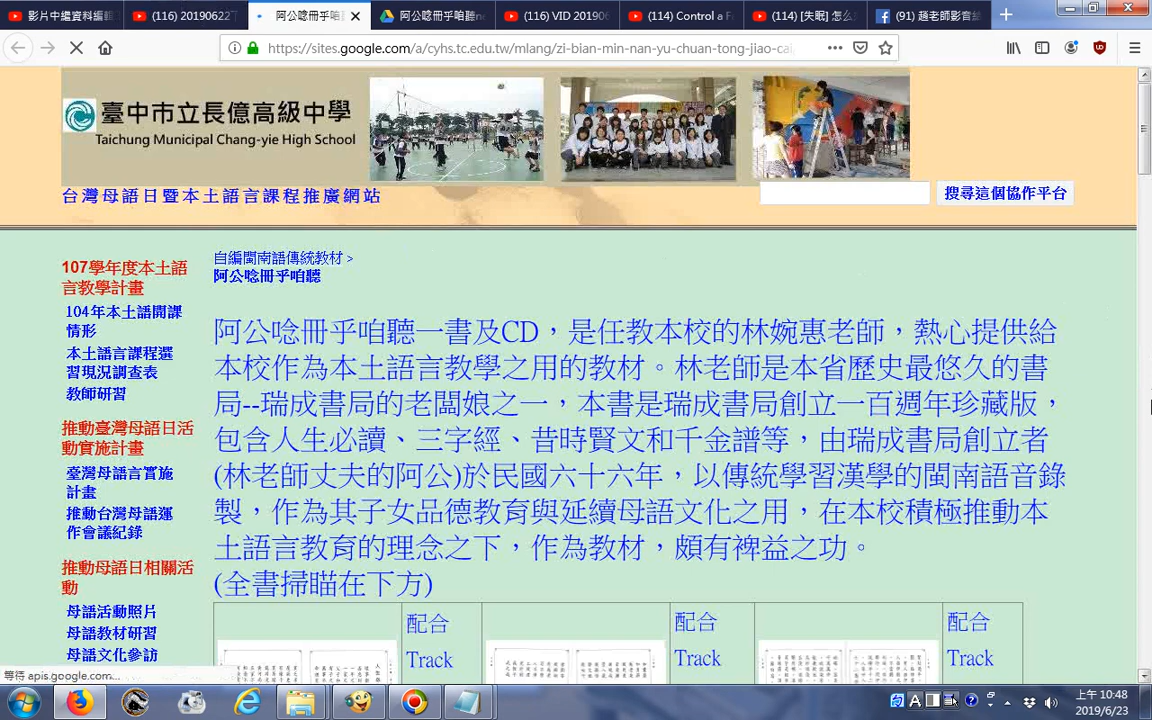 影片中編資料編輯工
(116) 20190622下
阿公唸冊乎咱聽
阿公唸冊乎咱聽
(116) VID 20190
(114) Control a F
(114) [失眠] 怎么
(91) 趙老師影音
https://sites.google.com/a/cyhs.tc.edu.tw/mlang/zi-bian-min-nan-yu-chuan-tong-jiao-cai
臺中市立長億高級中學
Taichung Municipal Chang-yie High School
台灣母語日暨本土語言課程推廣網站
搜尋這個協作平台
107學年度本土語
言教學計畫
104年本土語開課
情形
本土語言課程選
習現況調查表
教師研習
推動臺灣母語日活
動實施計畫
臺灣母語言實施
計畫
推動台灣母語運
作會議紀錄
推動母語日相關活
動
母語活動照片
母語教材研習
母語文化參訪
自編閩南語傳統教材 >
阿公唸冊乎咱聽
阿公唸冊乎咱聽一書及CD，是任教本校的林婉惠老師，熱心提供給
本校作為本土語言教學之用的教材。林老師是本省歷史最悠久的書
局--瑞成書局的老闆娘之一，本書是瑞成書局創立一百週年珍藏版，
包含人生必讀、三字經、昔時賢文和千金譜等，由瑞成書局創立者
(林老師丈夫的阿公)於民國六十六年，以傳統學習漢學的閩南語音錄
製，作為其子女品德教育與延續母語文化之用，在本校積極推動本
土語言教育的理念之下，作為教材，頗有裨益之功。
(全書掃瞄在下方)
配合
Track
配合
Track
配合
Track
等待 apis.google.com...
上午 10:48
2019/6/23